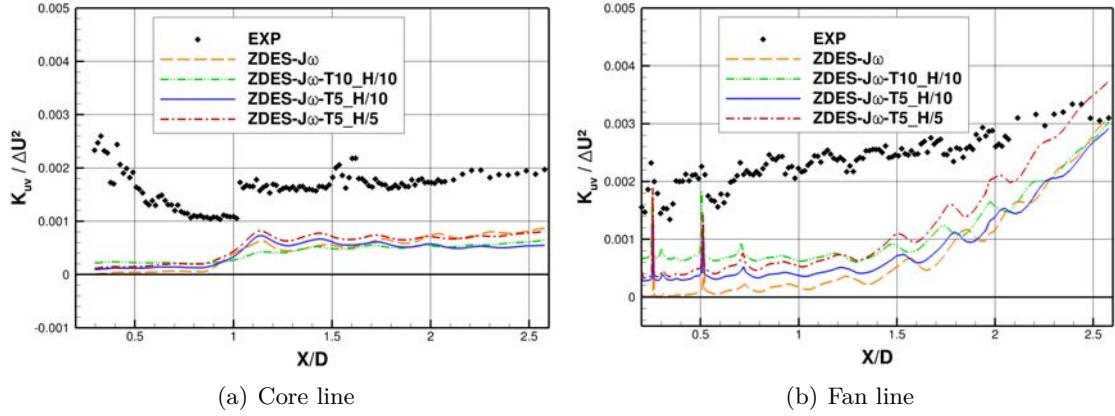 0.005
0.004
0.003
0.002
0.001
0
-0.001
K_uv / ΔU²
EXP
ZDES-Jω
ZDES-Jω-T10_H/10
ZDES-Jω-T5_H/10
ZDES-Jω-T5_H/5
0.5
1
1.5
2
2.5
X/D
(a) Core line
0.005
0.004
0.003
0.002
0.001
0
K_uv / ΔU²
EXP
ZDES-Jω
ZDES-Jω-T10_H/10
ZDES-Jω-T5_H/10
ZDES-Jω-T5_H/5
0.5
1
1.5
2
2.5
X/D
(b) Fan line